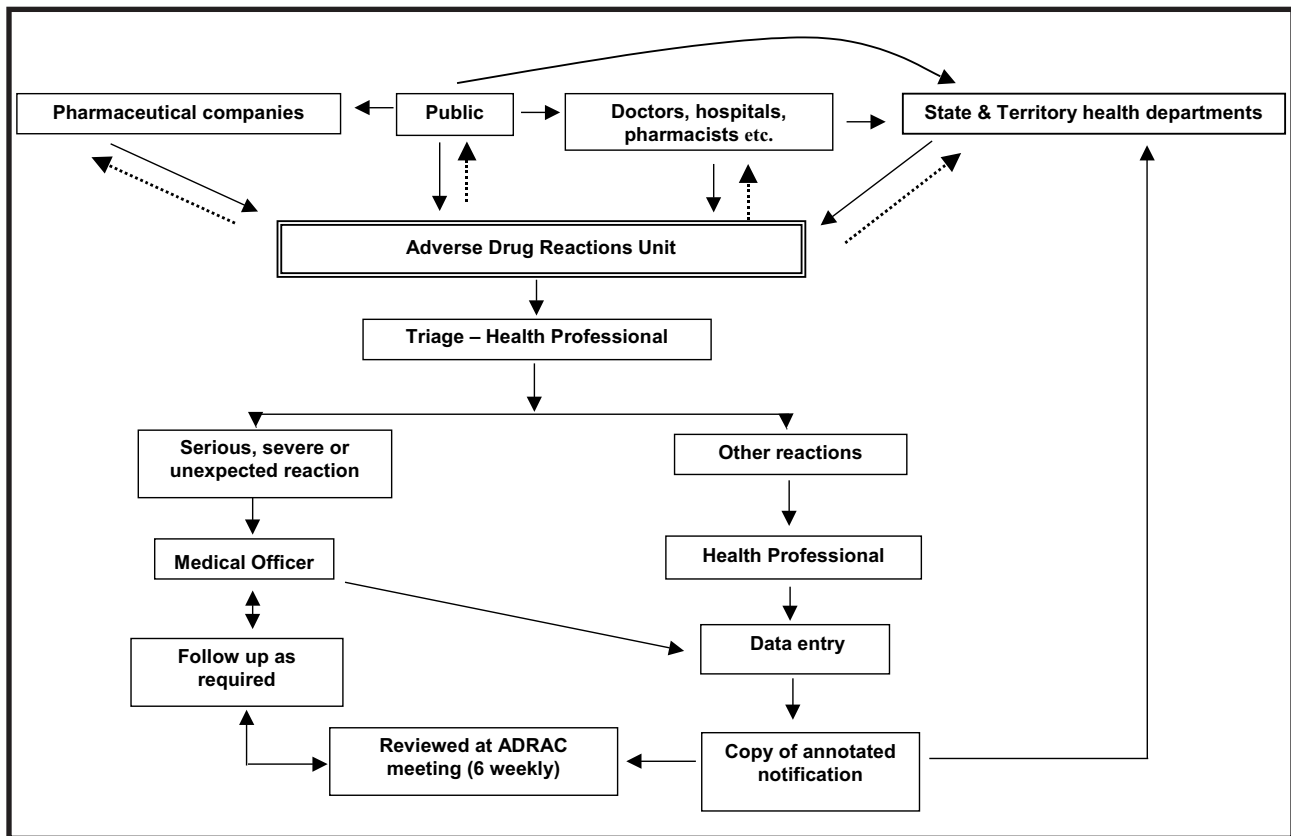 Pharmaceutical companies
Public
Doctors, hospitals,
pharmacists etc.
State & Territory health departments
Adverse Drug Reactions Unit
Triage – Health Professional
Serious, severe or
unexpected reaction
Other reactions
Medical Officer
Health Professional
Follow up as
required
Data entry
Reviewed at ADRAC
meeting (6 weekly)
Copy of annotated
notification